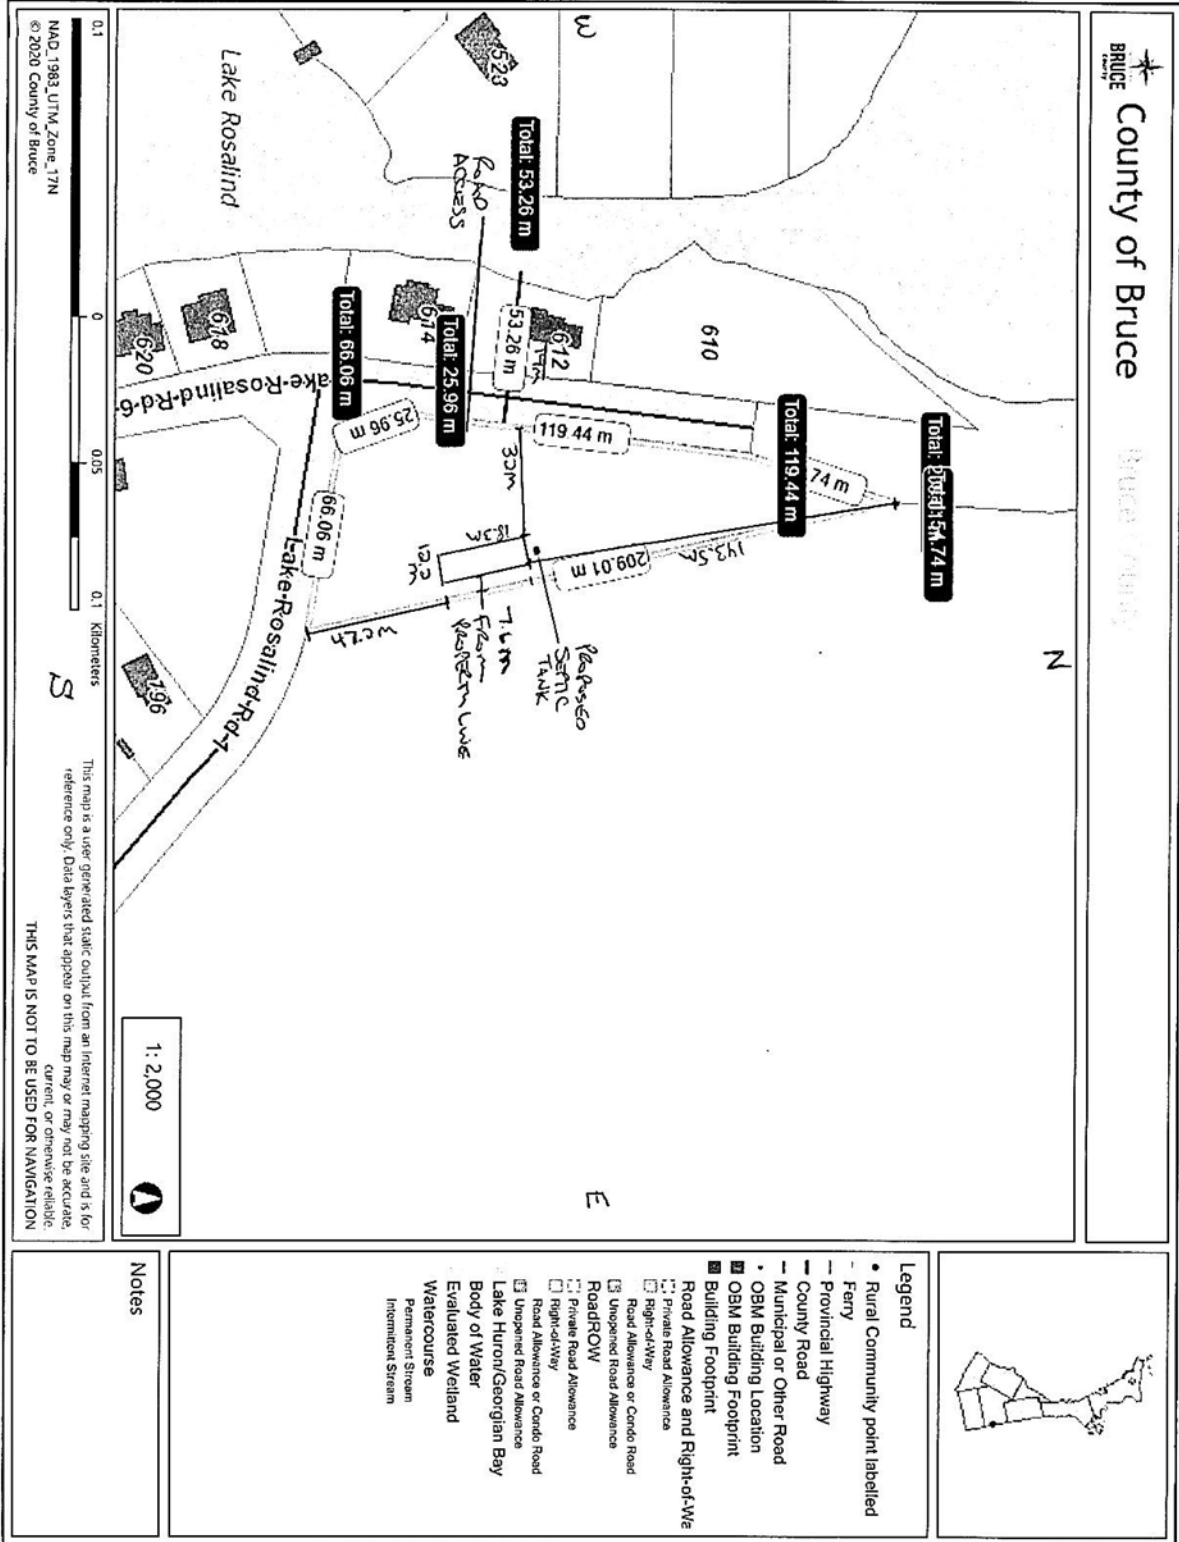 BRUCE
county
County of Bruce
N
W
E
S
Lake Rosalind
523
610
612
614
618
620
796
Total: 53.26 m
53.26 m
Total: 66.06 m
66.06 m
Total: 25.96 m
25.96 m
Total: 119.44 m
119.44 m
74 m
209.01 m
143.5m
ROAD
ACCESS
32m
18.3m
7.6m
FROM
PROPERTY LINE
PROPOSED
SEPTIC
TANK
Lake-Rosalind-Rd-7
ake-Rosalind-Rd-6
0.1
0
0.05
0.1 Kilometers
NAD_1983_UTM_Zone_17N
© 2020 County of Bruce
This map is a user generated static output from an Internet mapping site and is for
reference only. Data layers that appear on this map may or may not be accurate,
current, or otherwise reliable.
THIS MAP IS NOT TO BE USED FOR NAVIGATION
1: 2,000
Legend
Rural Community point labelled
Ferry
Provincial Highway
County Road
Municipal or Other Road
OBM Building Location
OBM Building Footprint
Building Footprint
Road Allowance and Right-of-Wa
Private Road Allowance
Right-of-Way
Road Allowance or Condo Road
Unopened Road Allowance
RoadROW
Private Road Allowance
Right-of-Way
Road Allowance or Condo Road
Unopened Road Allowance
Lake Huron/Georgian Bay
Body of Water
Evaluated Wetland
Watercourse
Permanent Stream
Intermittent Stream
Notes